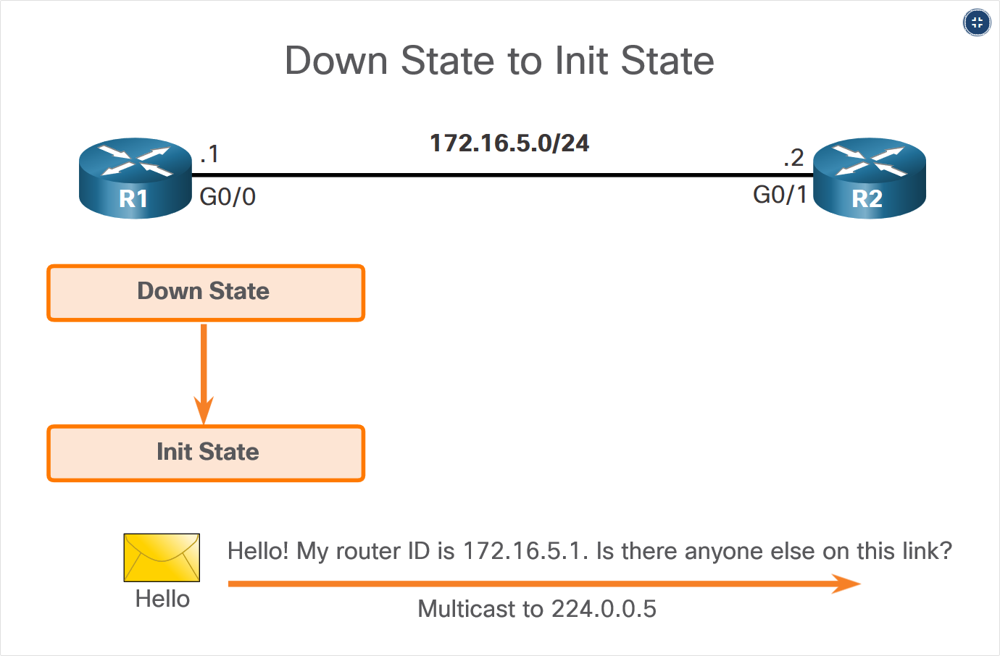 Down State to Init State
172.16.5.0/24
.1
.2
R1
G0/0
G0/1
R2
Down State
Init State
Hello! My router ID is 172.16.5.1. Is there anyone else on this link?
Hello
Multicast to 224.0.0.5